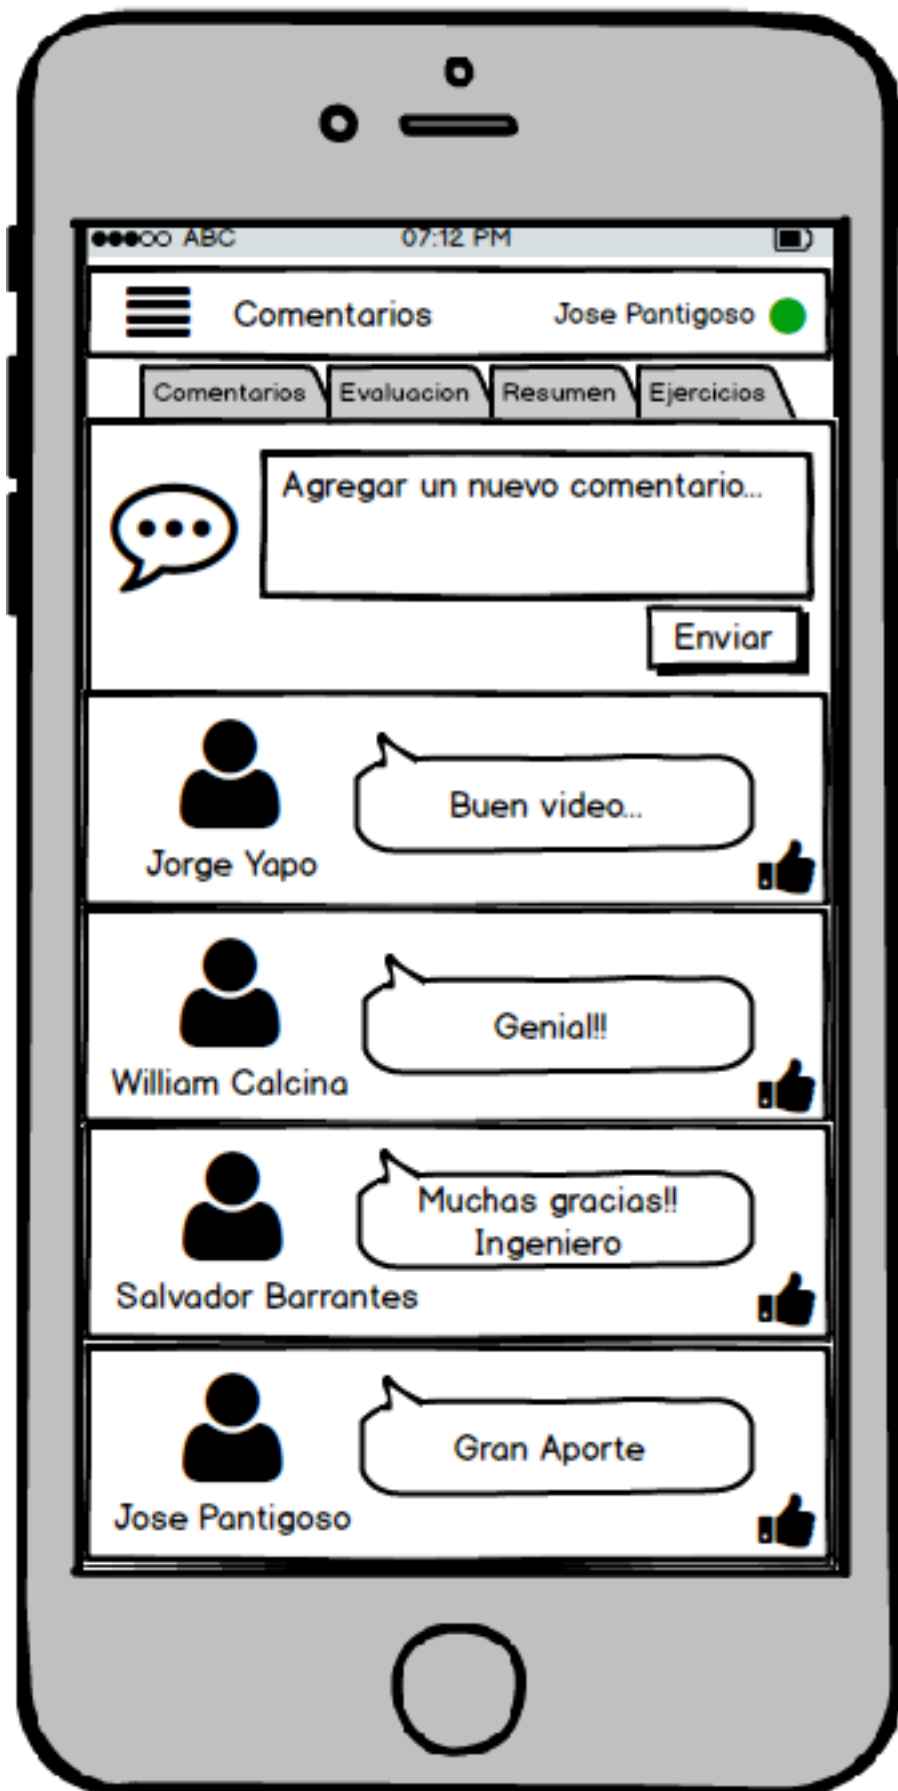 ABC 07:12 PM
Comentarios Jose Pantigoso
Comentarios Evaluacion Resumen Ejercicios
Agregar un nuevo comentario...
Enviar
Buen video...
Jorge Yapo
Genial!!
William Calcina
Muchas gracias!!
Ingeniero
Salvador Barrantes
Gran Aporte
Jose Pantigoso